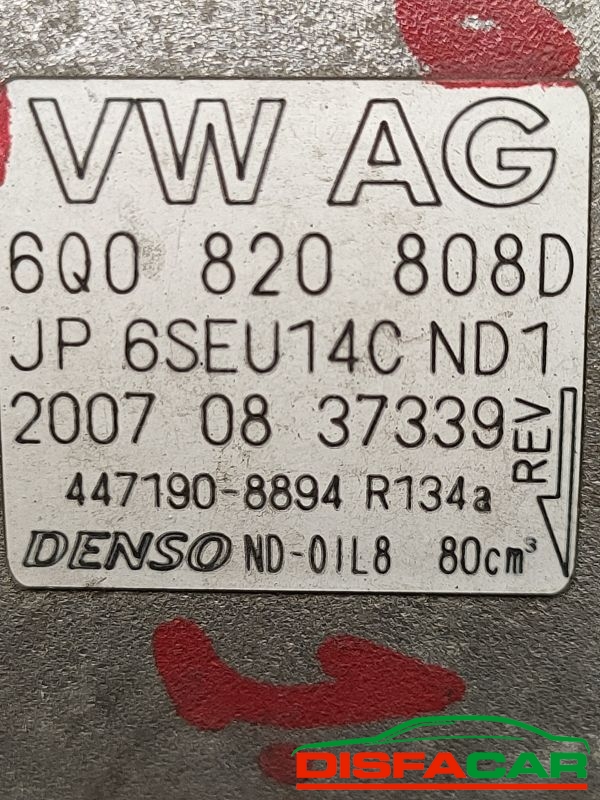 VW AG
6Q0 820 808D
JP 6SEU14C ND1
2007 08 37339
REV
447190-8894 R134a
DENSO ND-OIL8 80cm³
DISFACAR